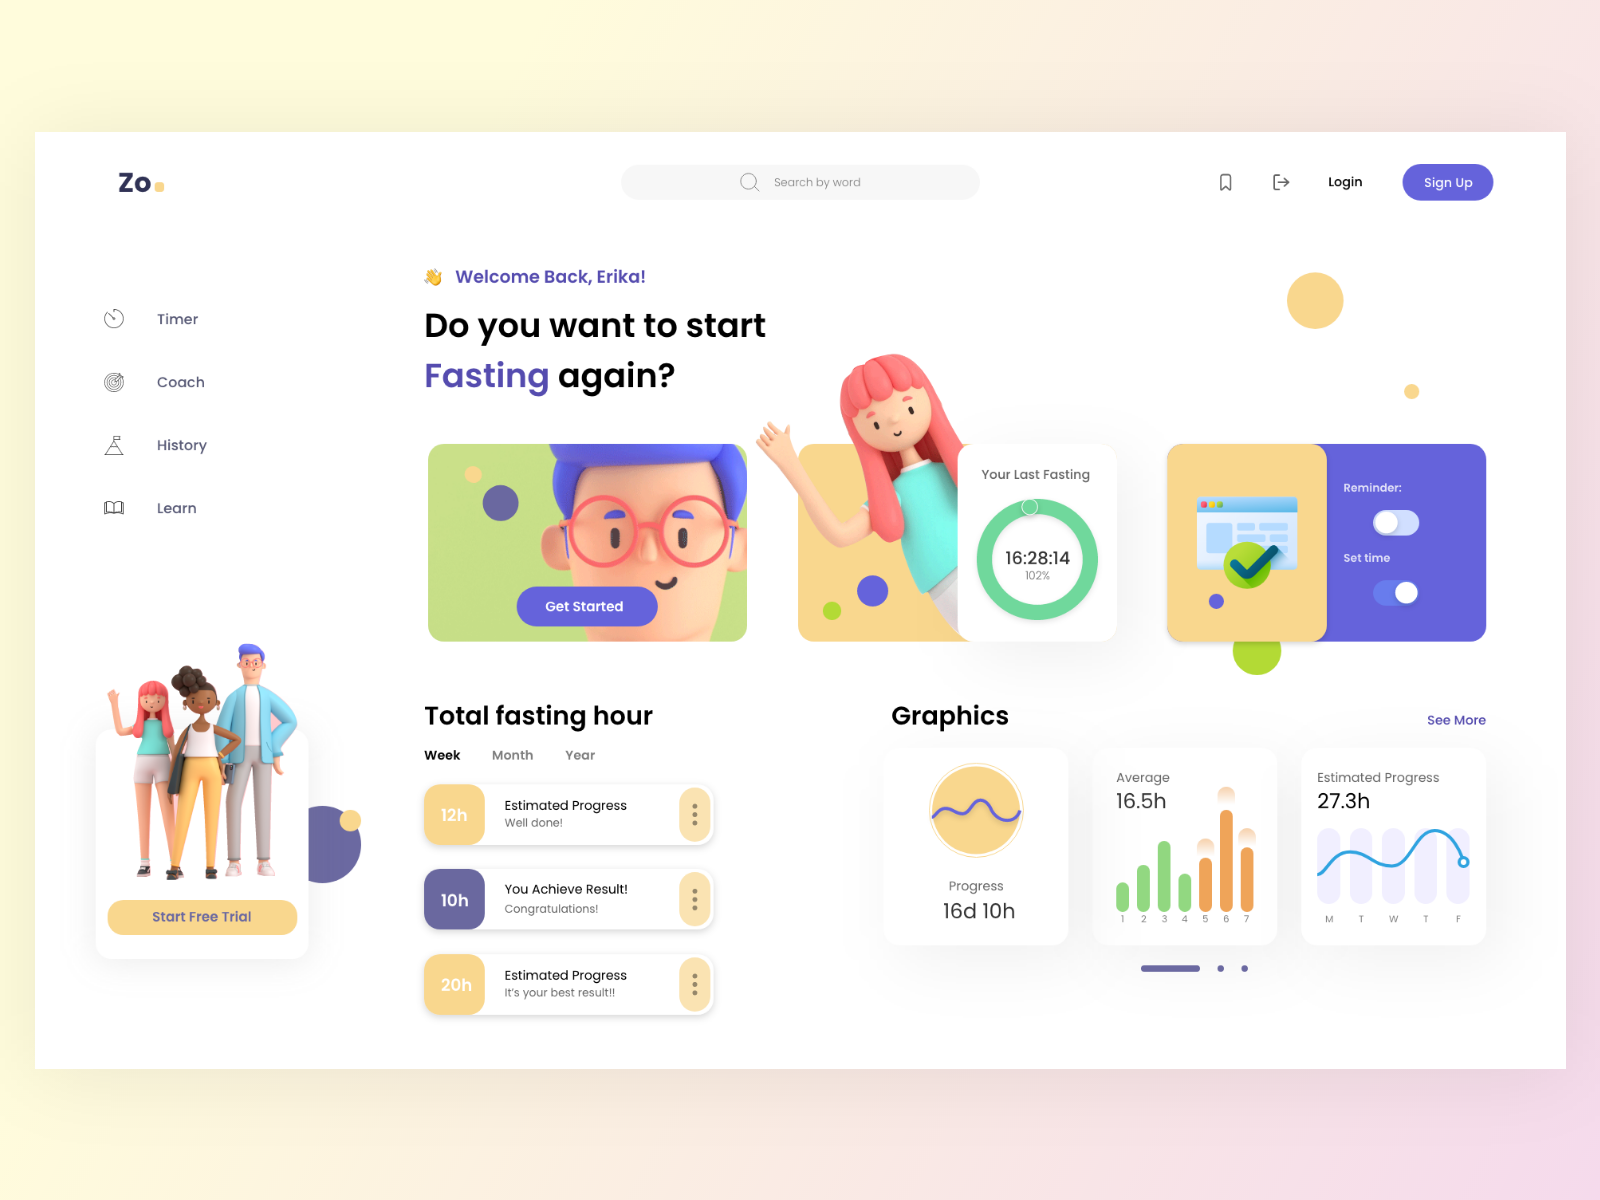 Zo.
Search by word
Login
Sign Up
Timer
Coach
History
Learn
Start Free Trial
👋 Welcome Back, Erika!
Do you want to start
Fasting again?
Get Started
Your Last Fasting
16:28:14
102%
Reminder:
Set time
Total fasting hour
Week Month Year
12h
Estimated Progress
Well done!
10h
You Achieve Result!
Congratulations!
20h
Estimated Progress
It's your best result!!
Graphics
See More
Progress
16d 10h
Average
16.5h
1 2 3 4 5 6 7
Estimated Progress
27.3h
M T W T F